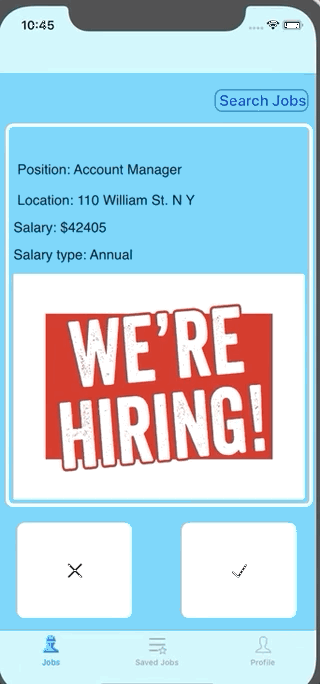 10:45
Search Jobs
Position: Account Manager
Location: 110 William St. N Y
Salary: $42405
Salary type: Annual
WE'RE
HIRING!
Jobs
Saved Jobs
Profile